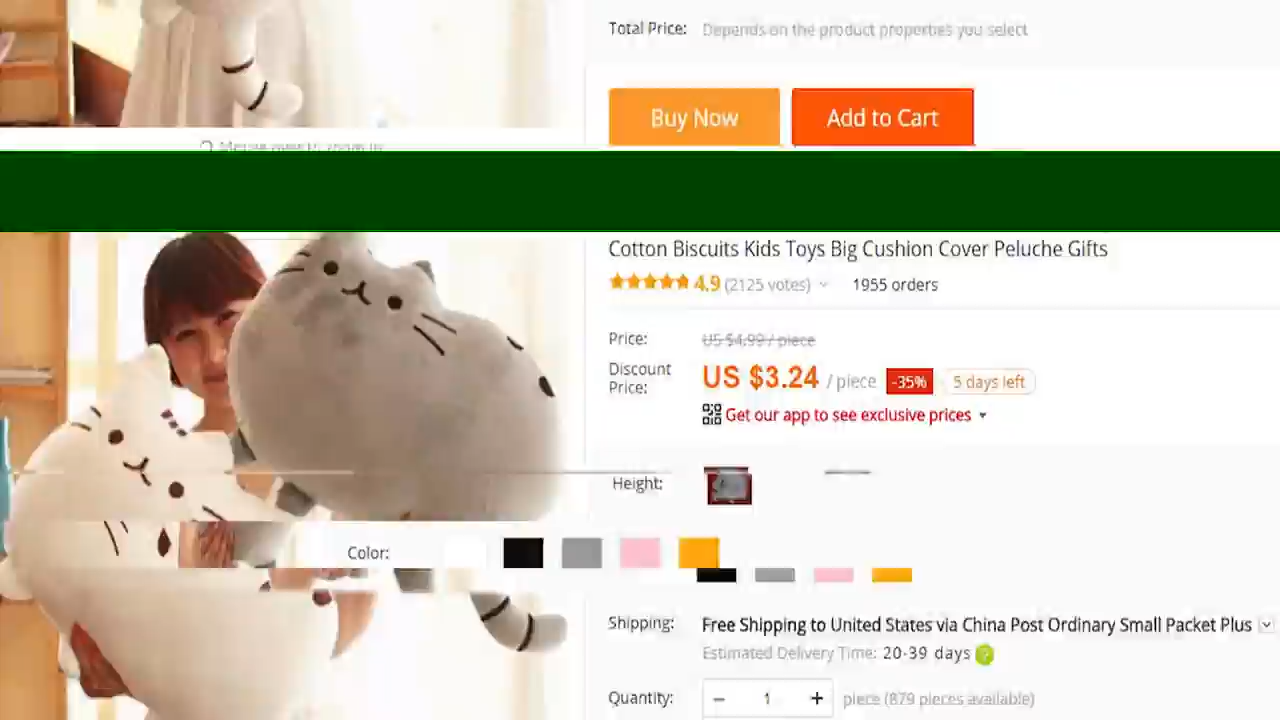 Total Price: Depends on the product properties you select
Buy Now Add to Cart
Cotton Biscuits Kids Toys Big Cushion Cover Peluche Gifts
4.9 (2125 votes) 1955 orders
Price: US $4.99 / piece
Discount Price: US $3.24 / piece -35% 5 days left
Get our app to see exclusive prices
Height:
Color:
Shipping: Free Shipping to United States via China Post Ordinary Small Packet Plus
Estimated Delivery Time: 20-39 days ?
Quantity: − 1 + piece (879 pieces available)